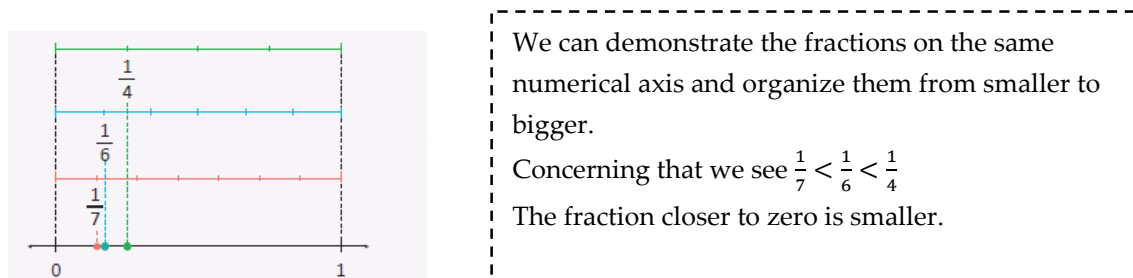 1/4
1/6
1/7
0 1
We can demonstrate the fractions on the same
numerical axis and organize them from smaller to
bigger.
Concerning that we see 1/7 < 1/6 < 1/4
The fraction closer to zero is smaller.